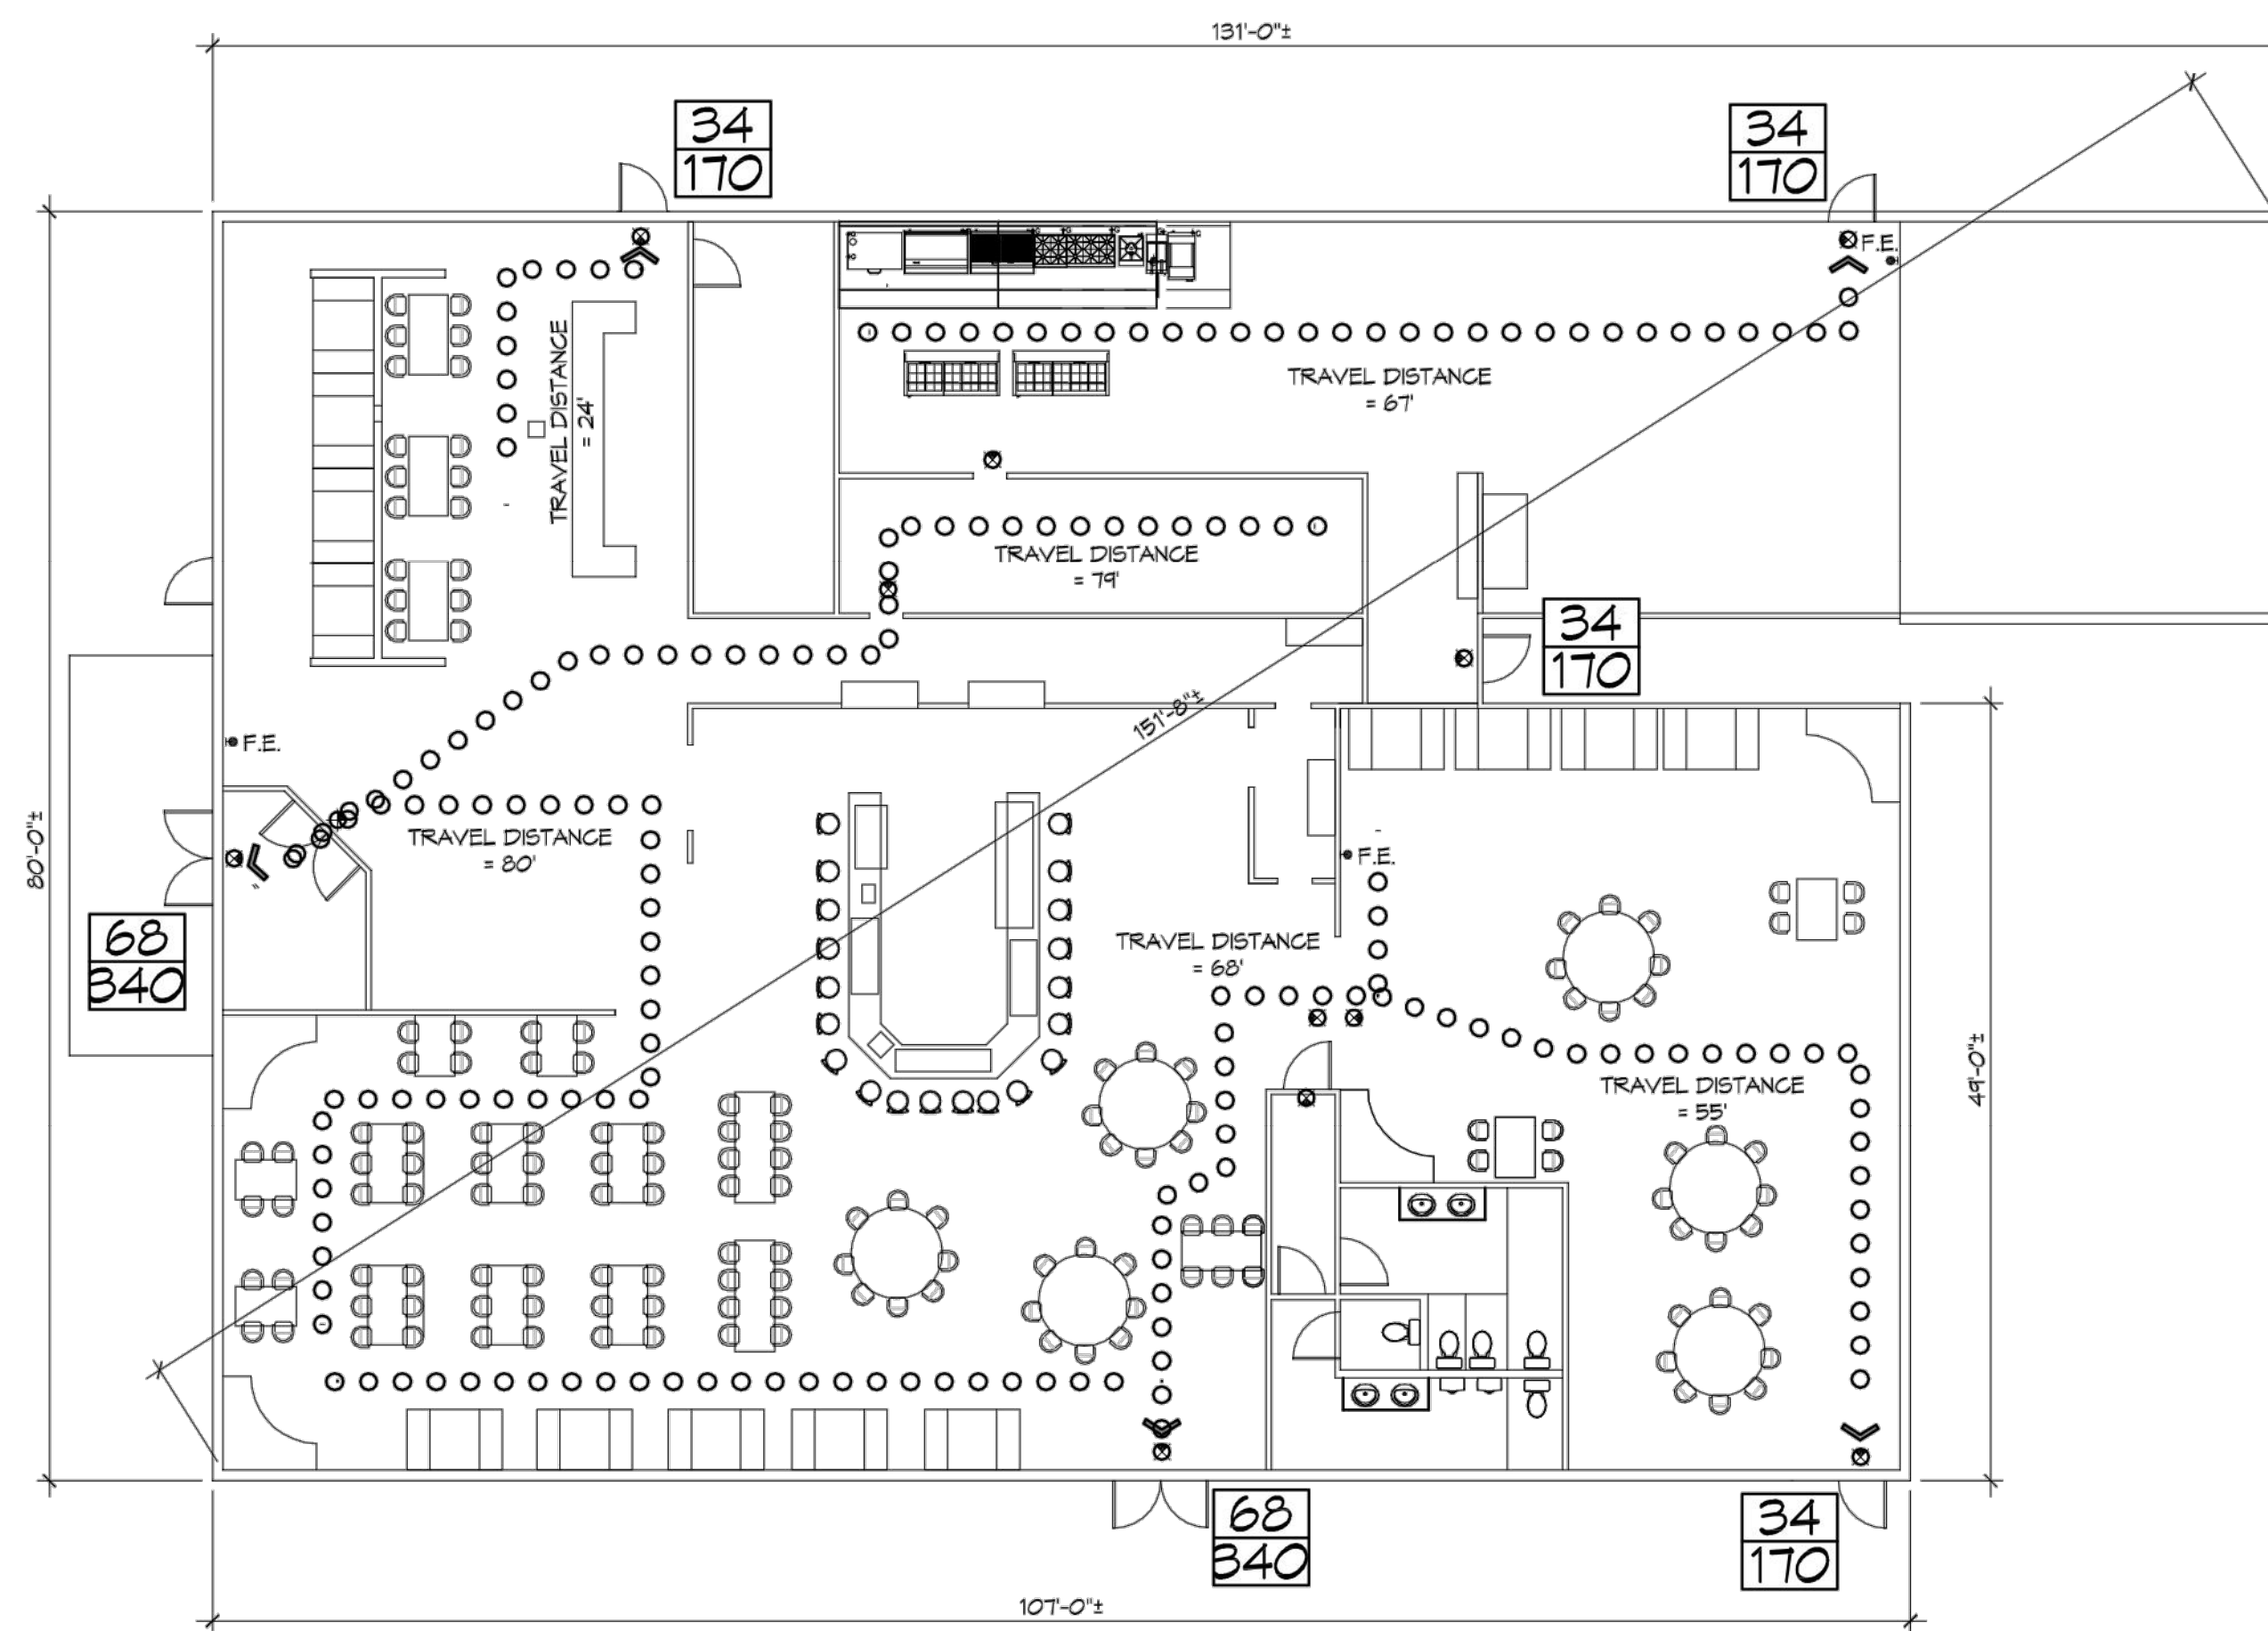 131'-0"±
34
170
34
170
F.E.
TRAVEL DISTANCE
= 24'
TRAVEL DISTANCE
= 67'
TRAVEL DISTANCE
= 79'
34
170
151'-8"±
F.E.
80'-0"±
TRAVEL DISTANCE
= 80'
F.E.
68
340
TRAVEL DISTANCE
= 68'
TRAVEL DISTANCE
= 55'
49'-0"±
68
340
34
170
107'-0"±